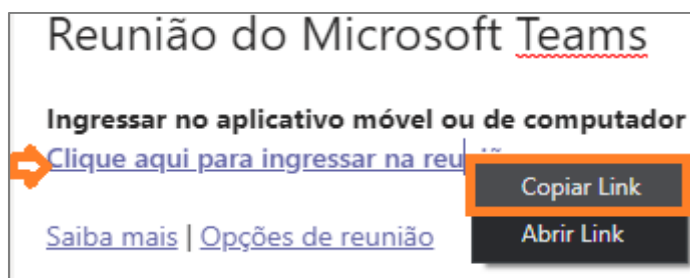 Reunião do Microsoft Teams
Ingressar no aplicativo móvel ou de computador
Clique aqui para ingressar na reu
Copiar Link
Saiba mais | Opções de reunião
Abrir Link